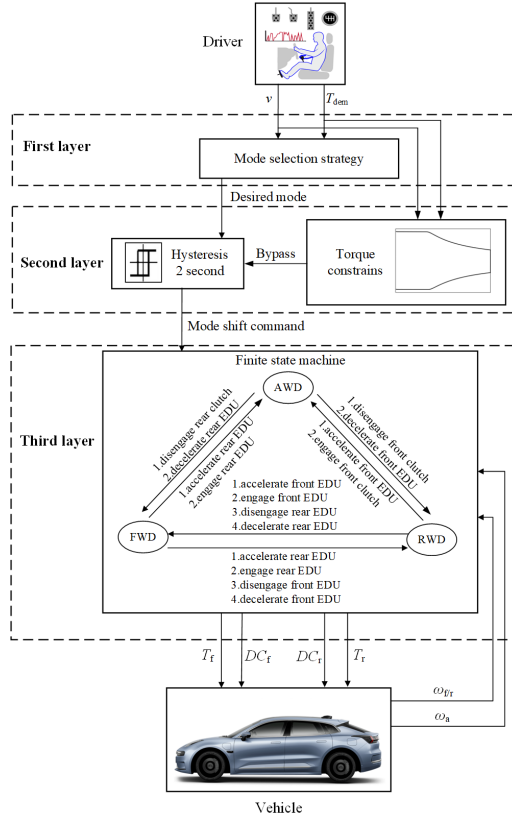 Driver
v
T_dem
First layer
Mode selection strategy
Desired mode
Second layer
Hysteresis
2 second
Bypass
Torque
constrains
Mode shift command
Third layer
Finite state machine
AWD
1.disengage rear clutch
2.decelerate rear EDU
1.accelerate rear EDU
2.engage rear EDU
1.disengage front clutch
2.decelerate front EDU
1.accelerate front EDU
2.engage front clutch
1.accelerate front EDU
2.engage front EDU
3.disengage rear EDU
4.decelerate rear EDU
FWD
RWD
1.accelerate rear EDU
2.engage rear EDU
3.disengage front EDU
4.decelerate front EDU
T_f
DC_f
DC_r
T_r
ω_f/r
ω_a
Vehicle